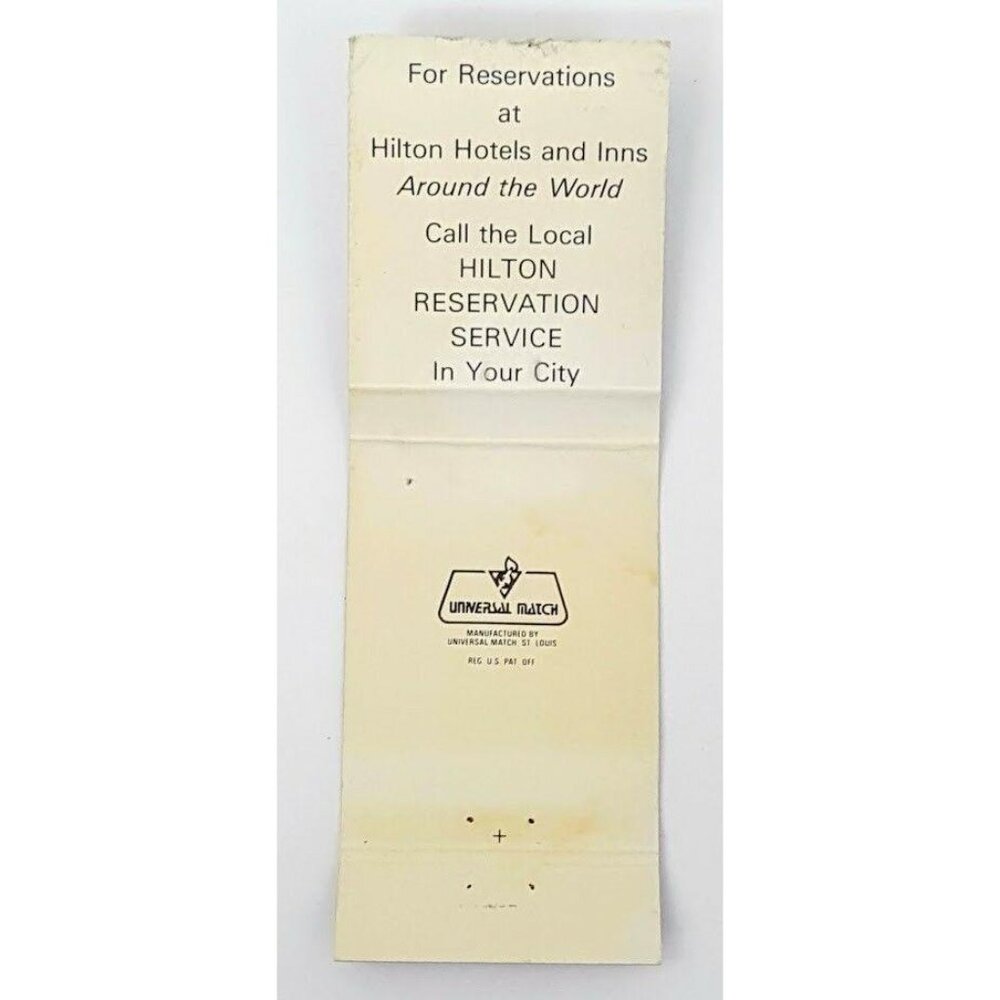 For Reservations
at
Hilton Hotels and Inns
Around the World
Call the Local
HILTON
RESERVATION
SERVICE
In Your City
UNIVERSAL MATCH
MANUFACTURED BY
UNIVERSAL MATCH ST LOUIS
REG U.S. PAT OFF
+